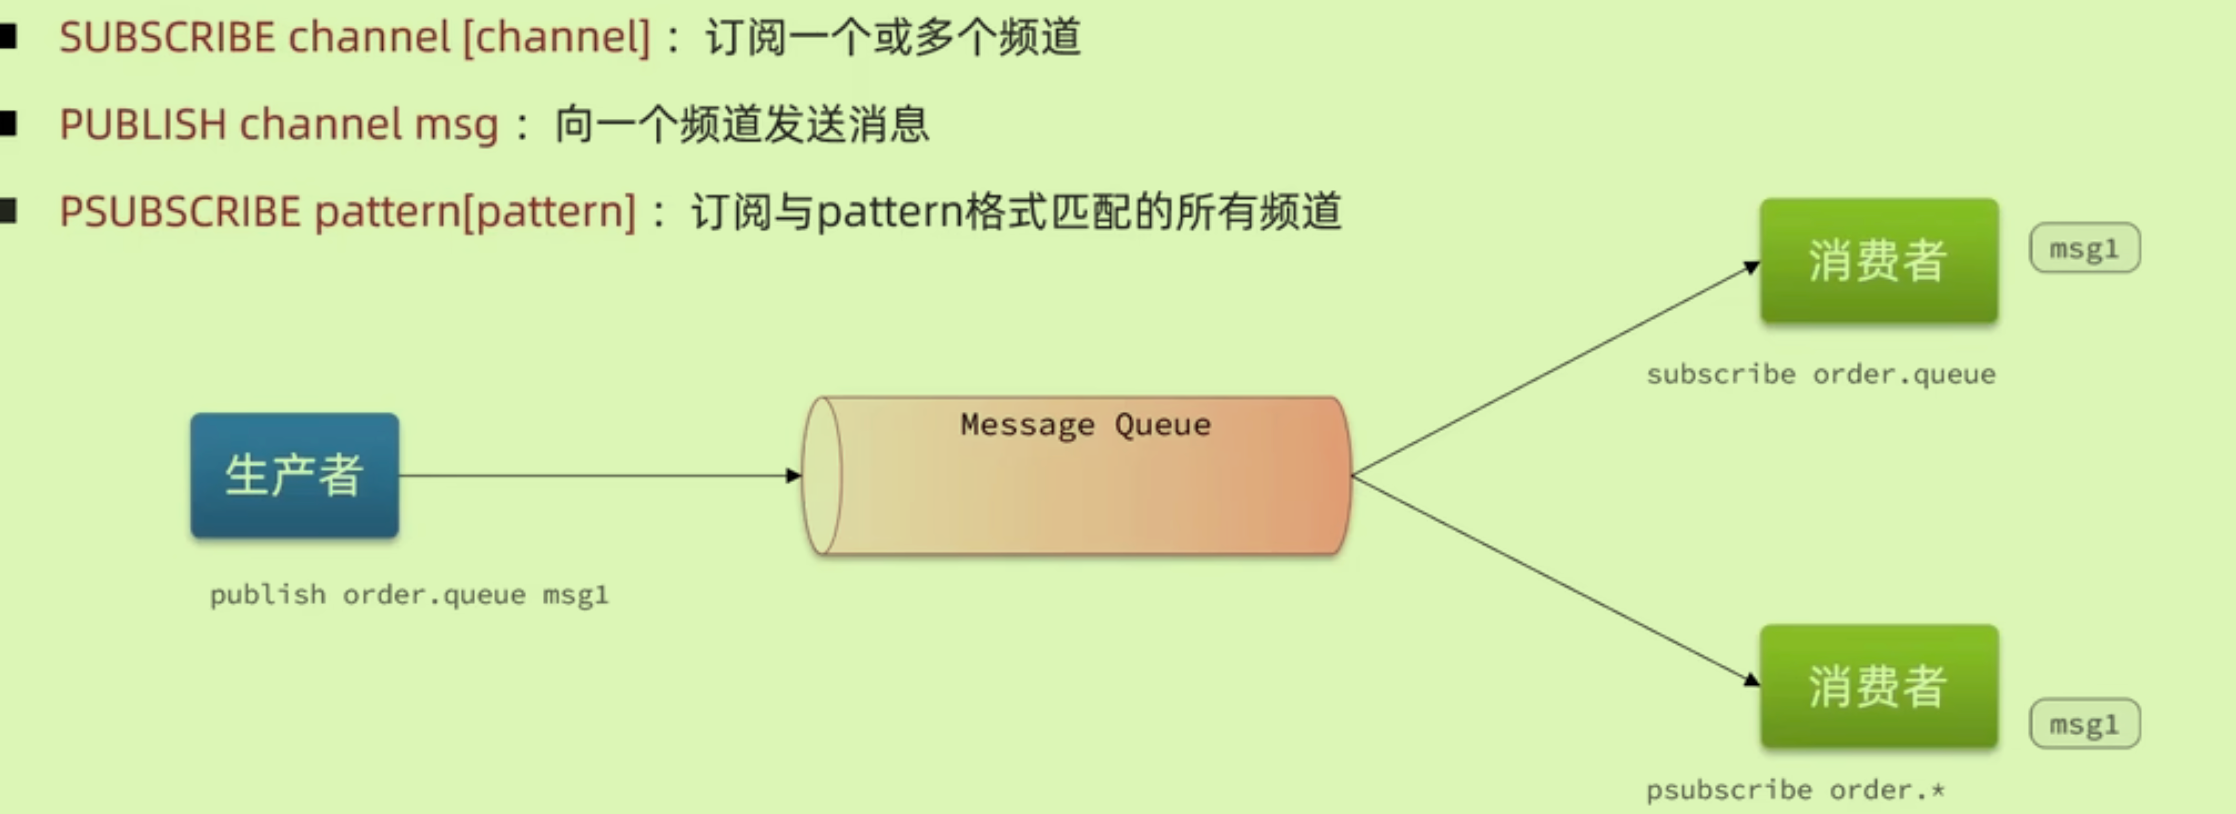 SUBSCRIBE channel [channel] ：订阅一个或多个频道
PUBLISH channel msg ：向一个频道发送消息
PSUBSCRIBE pattern[pattern] ：订阅与pattern格式匹配的所有频道
消费者
msg1
subscribe order.queue
Message Queue
生产者
publish order.queue msg1
消费者
msg1
psubscribe order.*